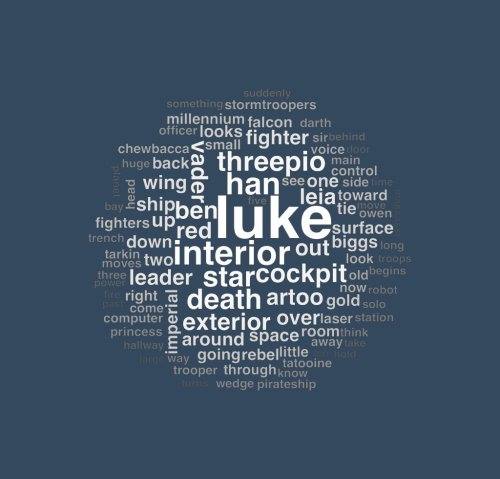 suddenly
something stormtroopers
millennium falcon darth
officer looks fighter sir behind
chewbacca small voice door
huge back vader threepio main
control
wing han see one side time
head five leia toward
ship ben luke tie move
bay owen
fighters up red surface
trench down interior out biggs long
tarkin two look troops
moves
three leader star cockpit old begins
power
now robot
fire right death artoo gold solo
past come
computer imperial exterior over laser station
princess around space room think
hallway away take
large way going rebel little hold
tatooine
trooper through know
turns wedge pirateship